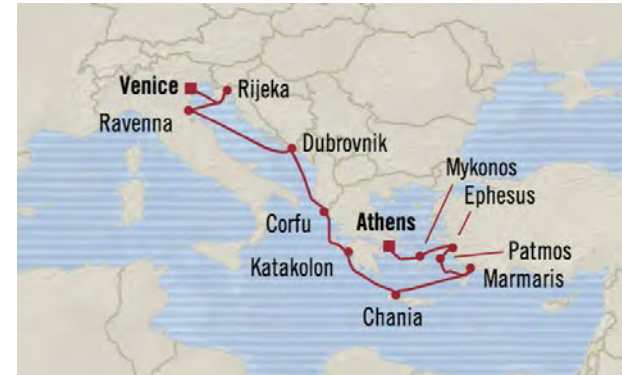 Venice
Rijeka
Ravenna
Dubrovnik
Mykonos
Ephesus
Corfu
Athens
Patmos
Katakolon
Marmaris
Chania